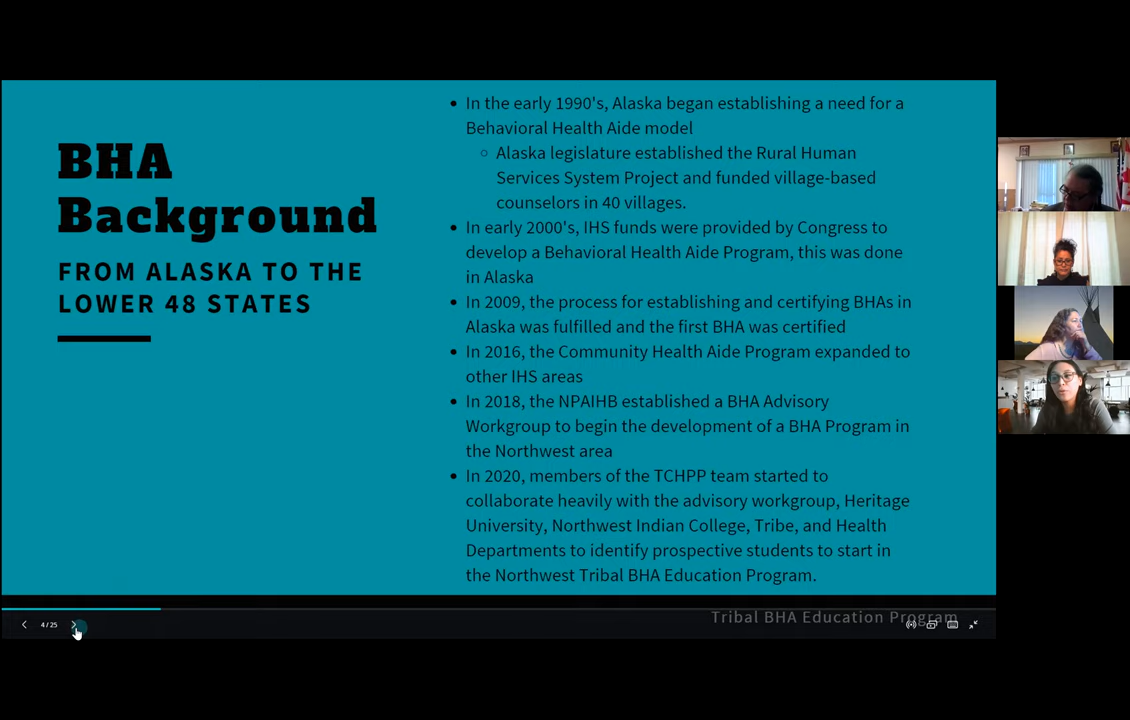 BHA
Background
FROM ALASKA TO THE
LOWER 48 STATES
• In the early 1990's, Alaska began establishing a need for a
Behavioral Health Aide model
○ Alaska legislature established the Rural Human
Services System Project and funded village-based
counselors in 40 villages.
• In early 2000's, IHS funds were provided by Congress to
develop a Behavioral Health Aide Program, this was done
in Alaska
• In 2009, the process for establishing and certifying BHAs in
Alaska was fulfilled and the first BHA was certified
• In 2016, the Community Health Aide Program expanded to
other IHS areas
• In 2018, the NPAIHB established a BHA Advisory
Workgroup to begin the development of a BHA Program in
the Northwest area
• In 2020, members of the TCHPP team started to
collaborate heavily with the advisory workgroup, Heritage
University, Northwest Indian College, Tribe, and Health
Departments to identify prospective students to start in
the Northwest Tribal BHA Education Program.
4 / 25
Tribal BHA Education Program